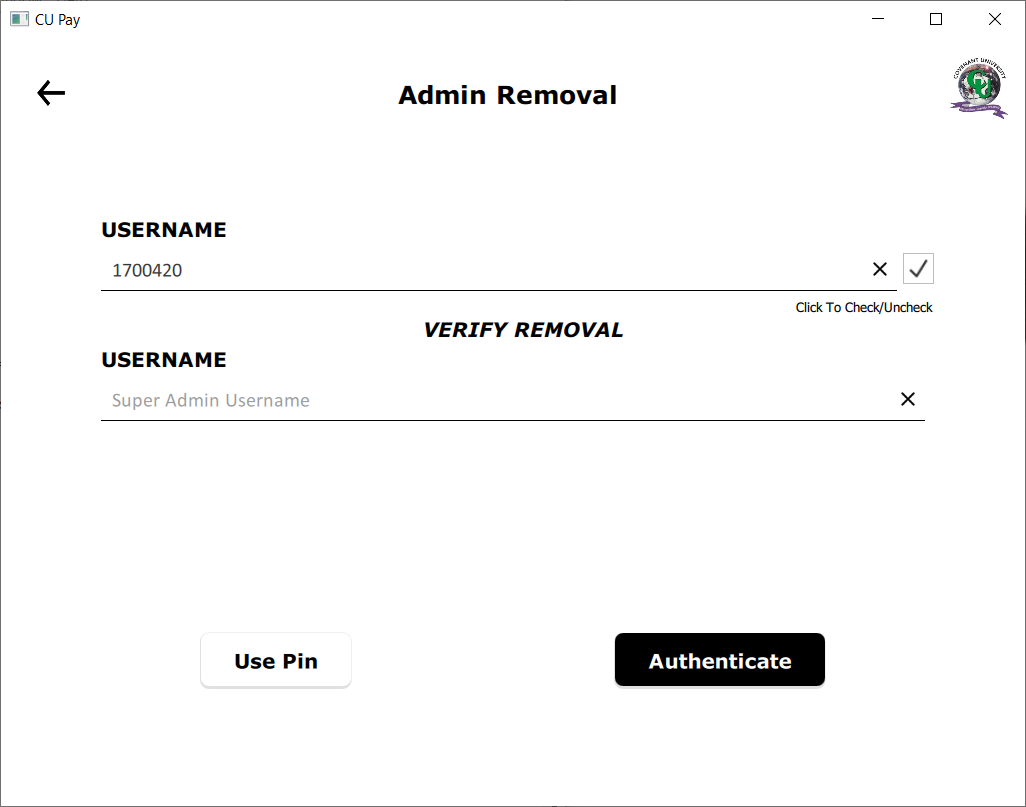 CU Pay
Admin Removal
COVENANT UNIVERSITY
USERNAME
1700420
Click To Check/Uncheck
VERIFY REMOVAL
USERNAME
Super Admin Username
Use Pin
Authenticate